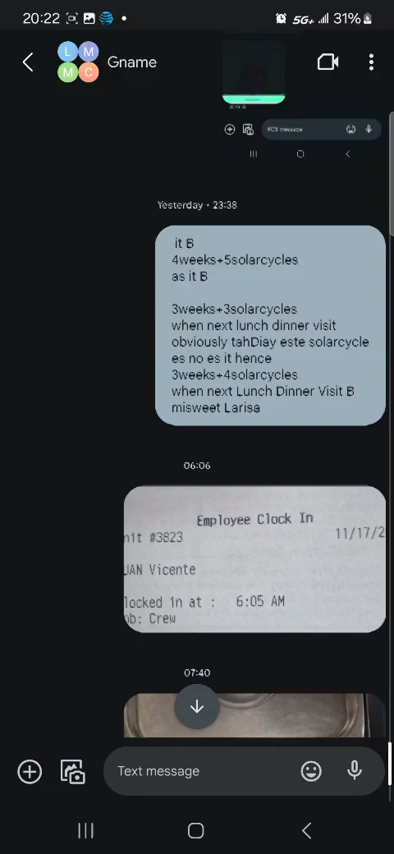 20:22
5G+
31%
L M
M C
Gname
RCS message
Yesterday • 23:38
it B
4weeks+5solarcycles
as it B
3weeks+3solarcycles
when next lunch dinner visit
obviously tahDiay este solarcycle
es no es it hence
3weeks+4solarcycles
when next Lunch Dinner Visit B
misweet Larisa
06:06
Employee Clock In
nit #3823 11/17/2
UAN Vicente
locked in at : 6:05 AM
ob: Crew
07:40
Text message